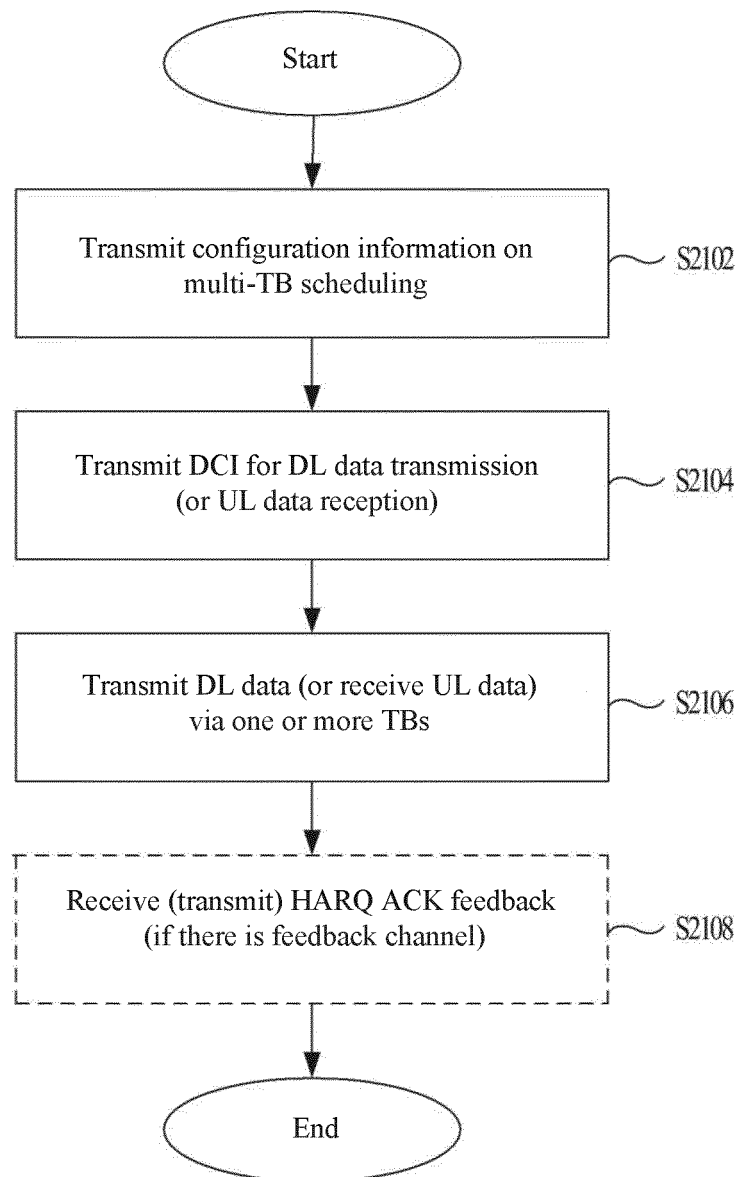 Start
Transmit configuration information on
multi-TB scheduling
S2102
Transmit DCI for DL data transmission
(or UL data reception)
S2104
Transmit DL data (or receive UL data)
via one or more TBs
S2106
Receive (transmit) HARQ ACK feedback
(if there is feedback channel)
S2108
End